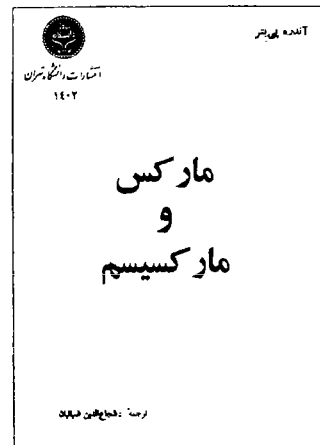 آندره پی‌یتر
انتشارات دانشگاه تهران
۱۴۰۲
مارکس
و
مارکسیسم
ترجمهٔ : شجاع‌الدین ضیائیان